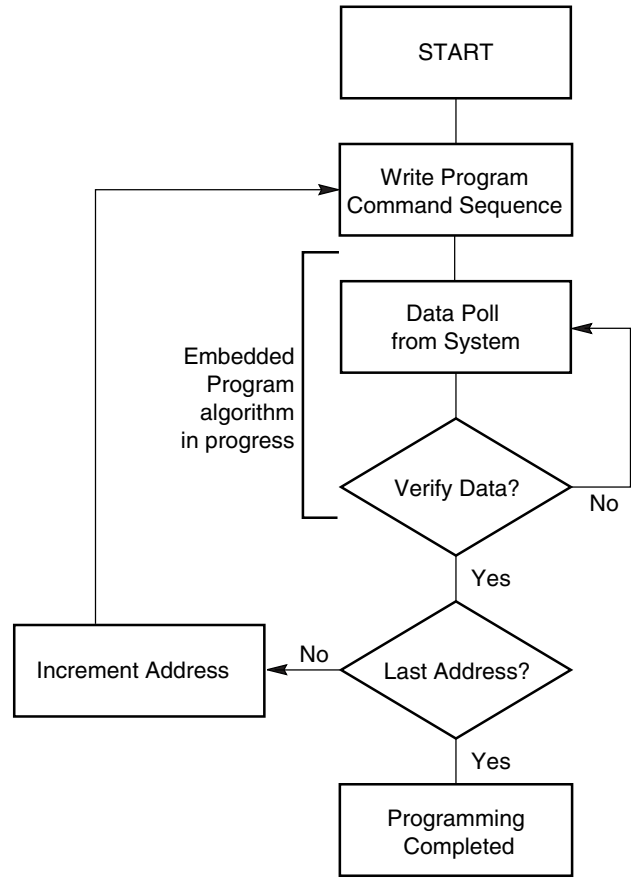 START
Write Program
Command Sequence
Data Poll
from System
Embedded
Program
algorithm
in progress
Verify Data?
No
Yes
Increment Address
No
Last Address?
Yes
Programming
Completed